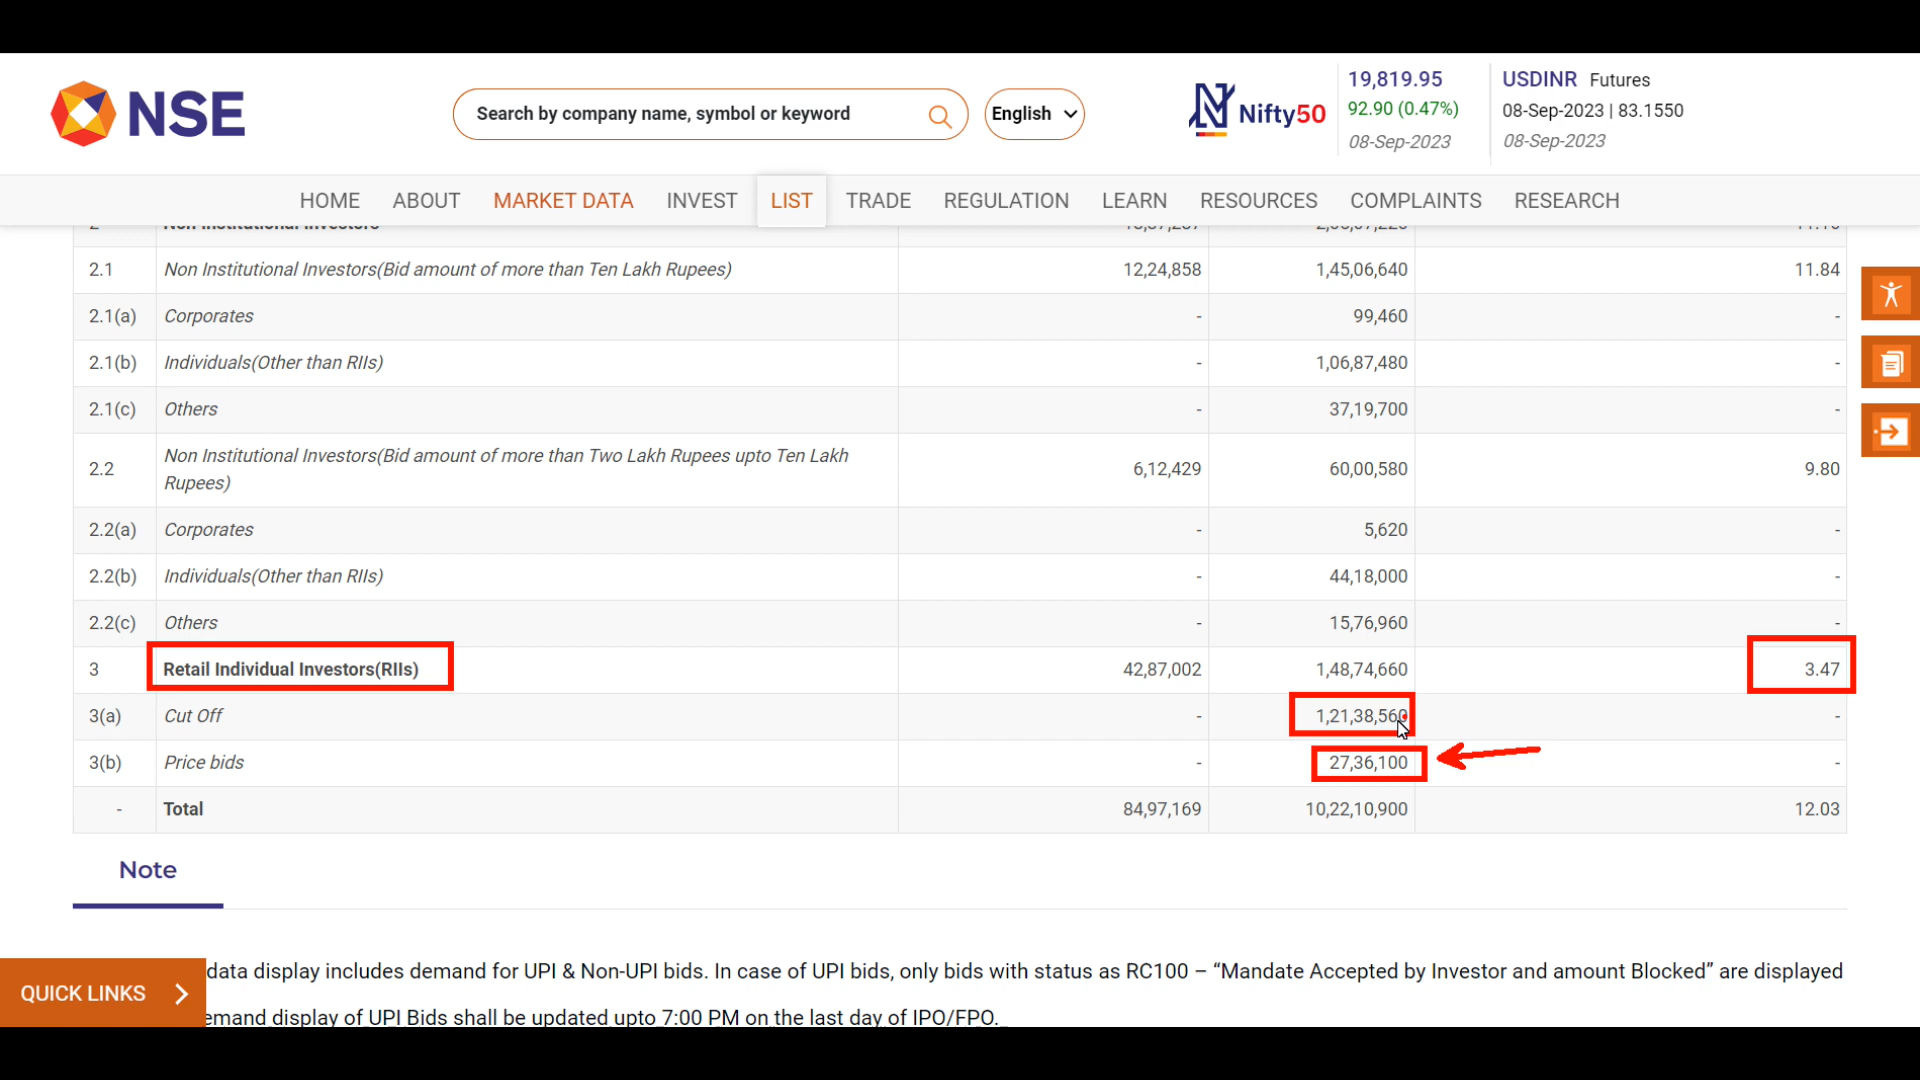 NSE
Search by company name, symbol or keyword
English
Nifty50
19,819.95
92.90 (0.47%)
08-Sep-2023
USDINR Futures
08-Sep-2023 | 83.1550
08-Sep-2023
HOME ABOUT MARKET DATA INVEST LIST TRADE REGULATION LEARN RESOURCES COMPLAINTS RESEARCH
2.1 Non Institutional Investors(Bid amount of more than Ten Lakh Rupees) 12,24,858 1,45,06,640 11.84
2.1(a) Corporates - 99,460 -
2.1(b) Individuals(Other than RIIs) - 1,06,87,480 -
2.1(c) Others - 37,19,700 -
2.2 Non Institutional Investors(Bid amount of more than Two Lakh Rupees upto Ten Lakh
Rupees) 6,12,429 60,00,580 9.80
2.2(a) Corporates - 5,620 -
2.2(b) Individuals(Other than RIIs) - 44,18,000 -
2.2(c) Others - 15,76,960 -
3 Retail Individual Investors(RIIs) 42,87,002 1,48,74,660 3.47
3(a) Cut Off - 1,21,38,560 -
3(b) Price bids - 27,36,100 -
- Total 84,97,169 10,22,10,900 12.03
Note
data display includes demand for UPI & Non-UPI bids. In case of UPI bids, only bids with status as RC100 – “Mandate Accepted by Investor and amount Blocked” are displayed
QUICK LINKS
emand display of UPI Bids shall be updated upto 7:00 PM on the last day of IPO/FPO.